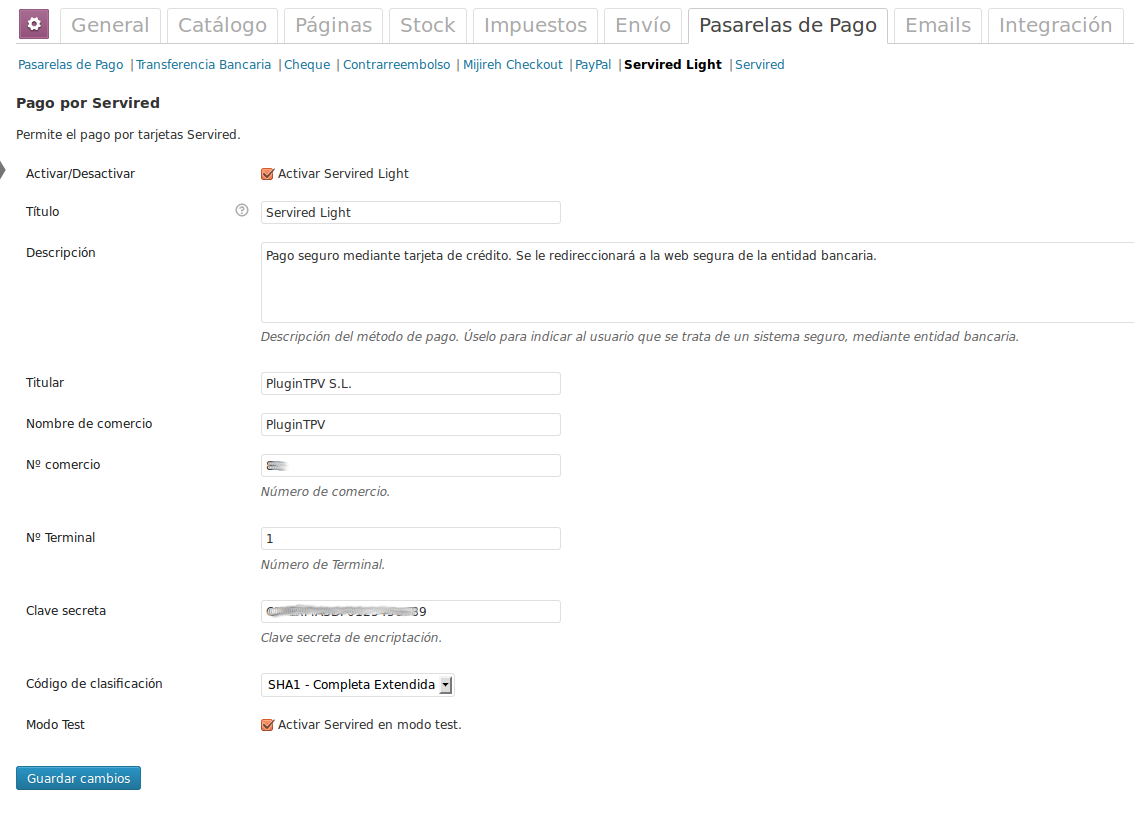 General Catálogo Páginas Stock Impuestos Envío Pasarelas de Pago Emails Integración
Pasarelas de Pago | Transferencia Bancaria | Cheque | Contrarreembolso | Mijireh Checkout | PayPal | Servired Light | Servired
Pago por Servired
Permite el pago por tarjetas Servired.
Activar/Desactivar Activar Servired Light
Título ? Servired Light
Descripción Pago seguro mediante tarjeta de crédito. Se le redireccionará a la web segura de la entidad bancaria.
Descripción del método de pago. Úselo para indicar al usuario que se trata de un sistema seguro, mediante entidad bancaria.
Titular PluginTPV S.L.
Nombre de comercio PluginTPV
Nº comercio
Número de comercio.
Nº Terminal 1
Número de Terminal.
Clave secreta
Clave secreta de encriptación.
Código de clasificación SHA1 - Completa Extendida
Modo Test Activar Servired en modo test.
Guardar cambios